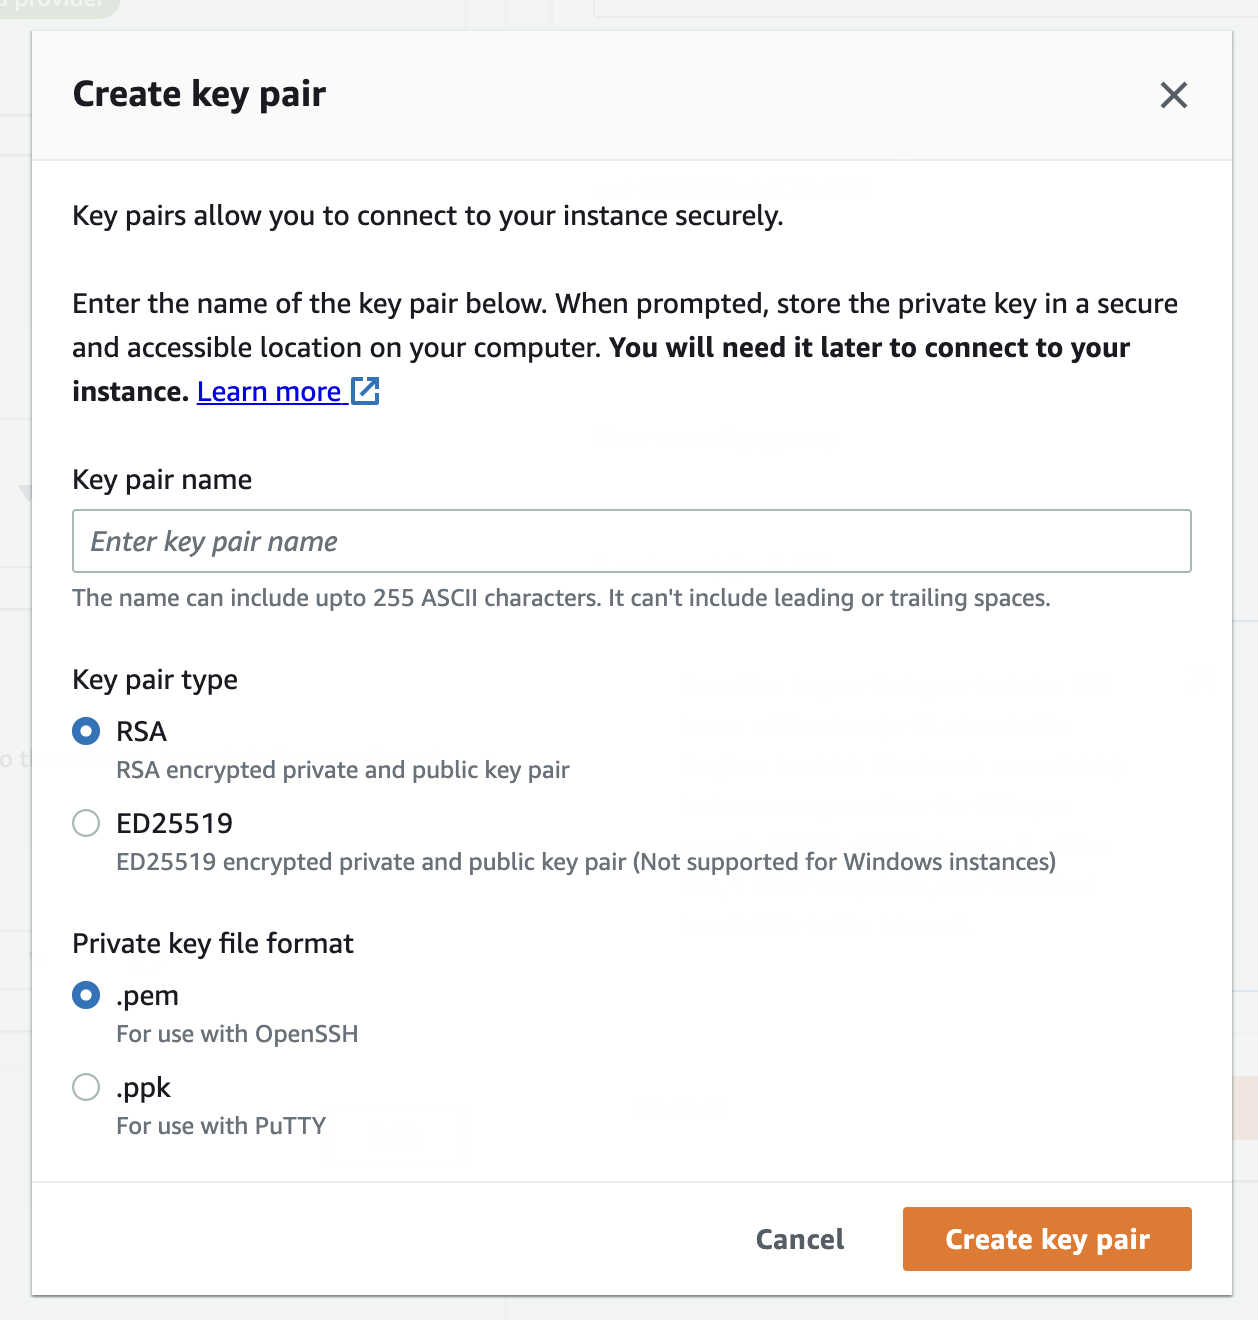 provider
Create key pair
Key pairs allow you to connect to your instance securely.
Enter the name of the key pair below. When prompted, store the private key in a secure
and accessible location on your computer. You will need it later to connect to your
instance. Learn more
Key pair name
Enter key pair name
The name can include upto 255 ASCII characters. It can't include leading or trailing spaces.
Key pair type
RSA
RSA encrypted private and public key pair
ED25519
ED25519 encrypted private and public key pair (Not supported for Windows instances)
Private key file format
.pem
For use with OpenSSH
.ppk
For use with PuTTY
Cancel
Create key pair